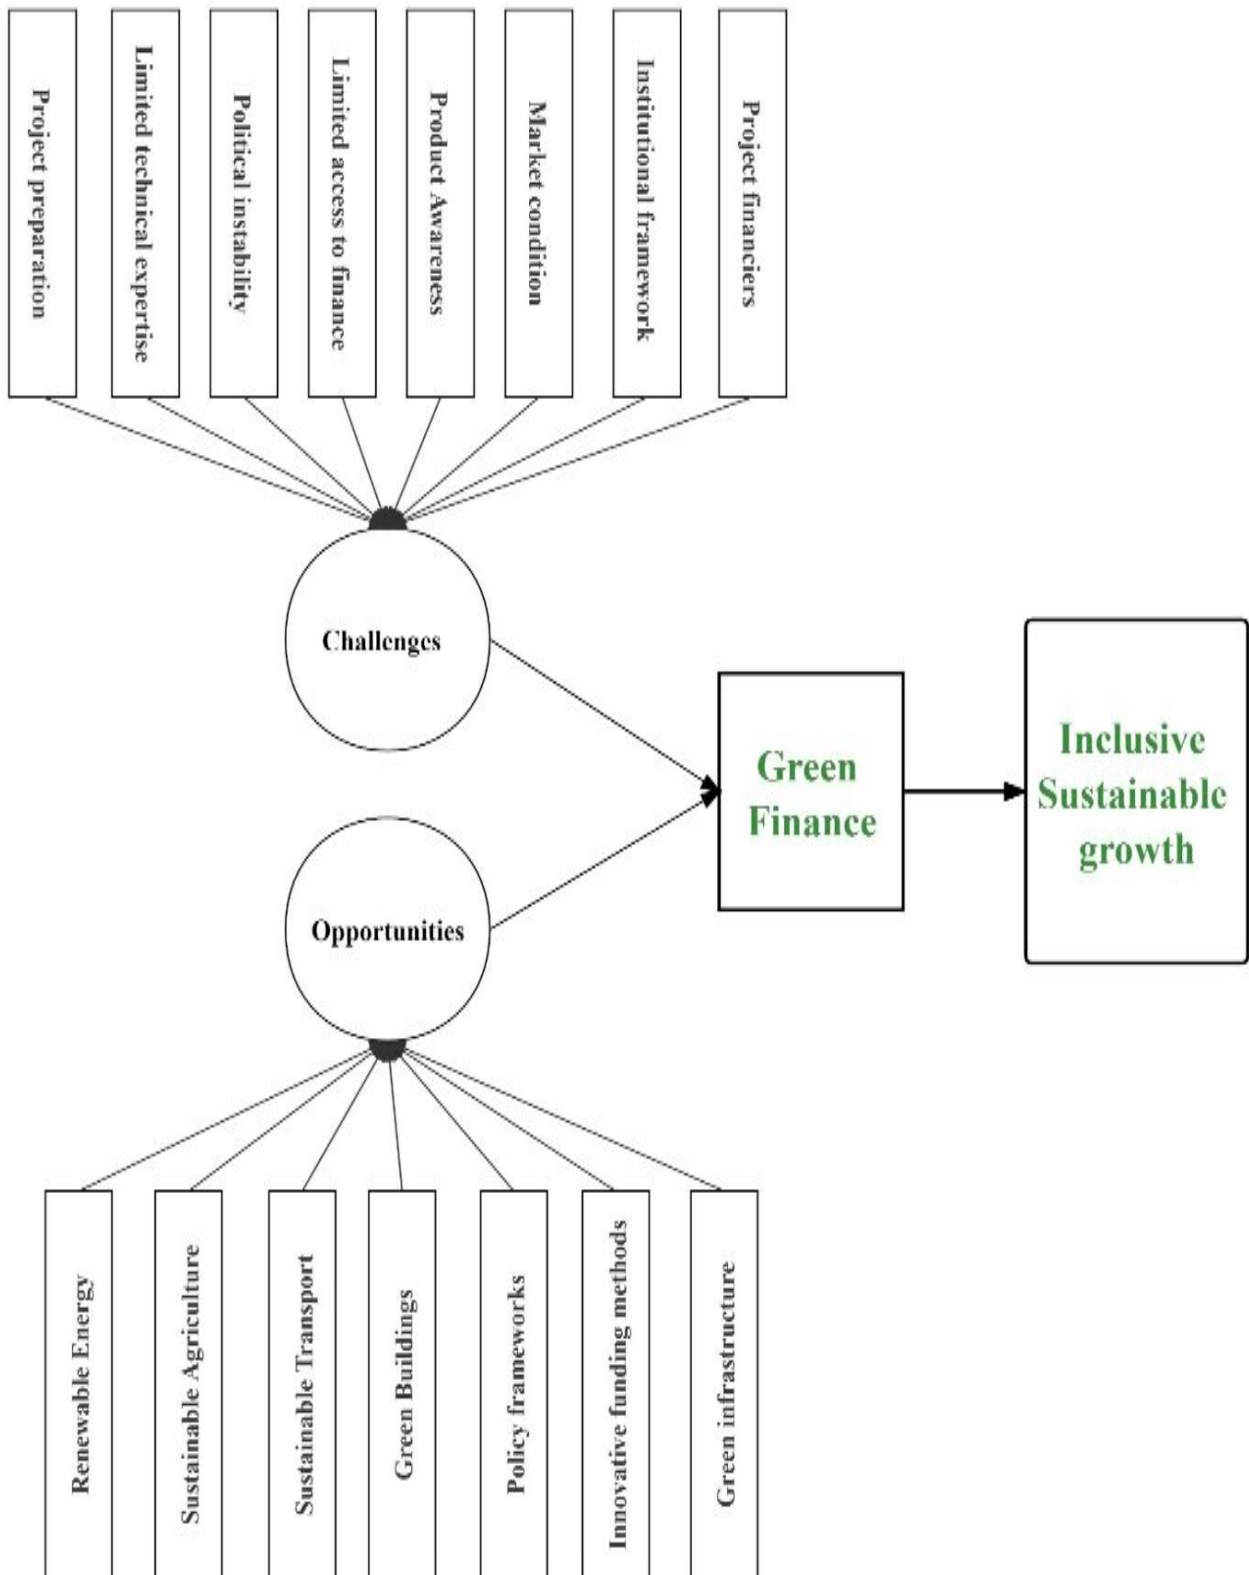 Project preparation
Limited technical expertise
Political instability
Limited access to finance
Product Awareness
Market condition
Institutional framework
Project financiers
Challenges
Opportunities
Green
Finance
Inclusive
Sustainable
growth
Renewable Energy
Sustainable Agriculture
Sustainable Transport
Green Buildings
Policy frameworks
Innovative funding methods
Green infrastructure